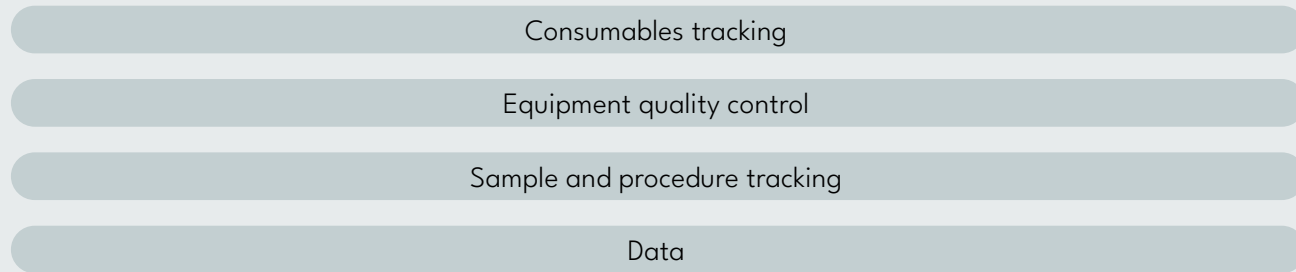 Consumables tracking
Equipment quality control
Sample and procedure tracking
Data